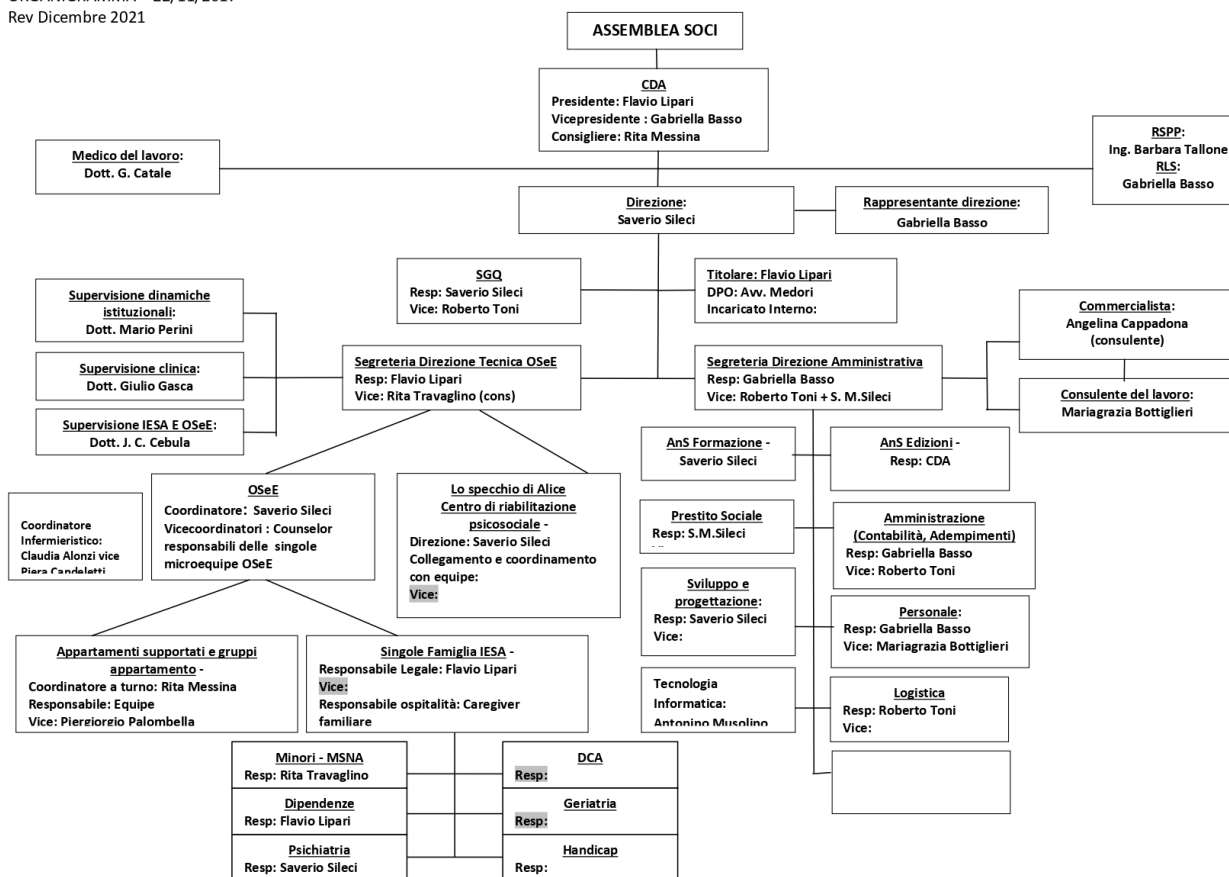 Rev Dicembre 2021
ASSEMBLEA SOCI
CDA
Presidente: Flavio Lipari
Vicepresidente : Gabriella Basso
Consigliere: Rita Messina
Medico del lavoro:
Dott. G. Catale
RSPP:
Ing. Barbara Tallone
RLS:
Gabriella Basso
Direzione:
Saverio Sileci
Rappresentante direzione:
Gabriella Basso
SGQ
Resp: Saverio Sileci
Vice: Roberto Toni
Titolare: Flavio Lipari
DPO: Avv. Medori
Incaricato Interno:
Supervisione dinamiche
istituzionali:
Dott. Mario Perini
Supervisione clinica:
Dott. Giulio Gasca
Supervisione IESA E OSeE:
Dott. J. C. Cebula
Segreteria Direzione Tecnica OSeE
Resp: Flavio Lipari
Vice: Rita Travaglino (cons)
Segreteria Direzione Amministrativa
Resp: Gabriella Basso
Vice: Roberto Toni + S. M.Sileci
Commercialista:
Angelina Cappadona
(consulente)
Consulente del lavoro:
Mariagrazia Bottiglieri
AnS Formazione -
Saverio Sileci
AnS Edizioni -
Resp: CDA
Coordinatore
Infermieristico:
Claudia Alonzi vice
Piera Candeletti
OSeE
Coordinatore: Saverio Sileci
Vicecoordinatori : Counselor
responsabili delle singole
microequipe OSeE
Lo specchio di Alice
Centro di riabilitazione
psicosociale -
Direzione: Saverio Sileci
Collegamento e coordinamento
con equipe:
Vice:
Prestito Sociale
Resp: S.M.Sileci
Amministrazione
(Contabilità, Adempimenti)
Resp: Gabriella Basso
Vice: Roberto Toni
Sviluppo e
progettazione:
Resp: Saverio Sileci
Vice:
Personale:
Resp: Gabriella Basso
Vice: Mariagrazia Bottiglieri
Appartamenti supportati e gruppi
appartamento -
Coordinatore a turno: Rita Messina
Responsabile: Equipe
Vice: Piergiorgio Palombella
Singole Famiglia IESA -
Responsabile Legale: Flavio Lipari
Vice:
Responsabile ospitalità: Caregiver
familiare
Tecnologia
Informatica:
Antonino Musolino
Logistica
Resp: Roberto Toni
Vice:
Minori - MSNA
Resp: Rita Travaglino
DCA
Resp:
Dipendenze
Resp: Flavio Lipari
Geriatria
Resp:
Psichiatria
Resp: Saverio Sileci
Handicap
Resp: